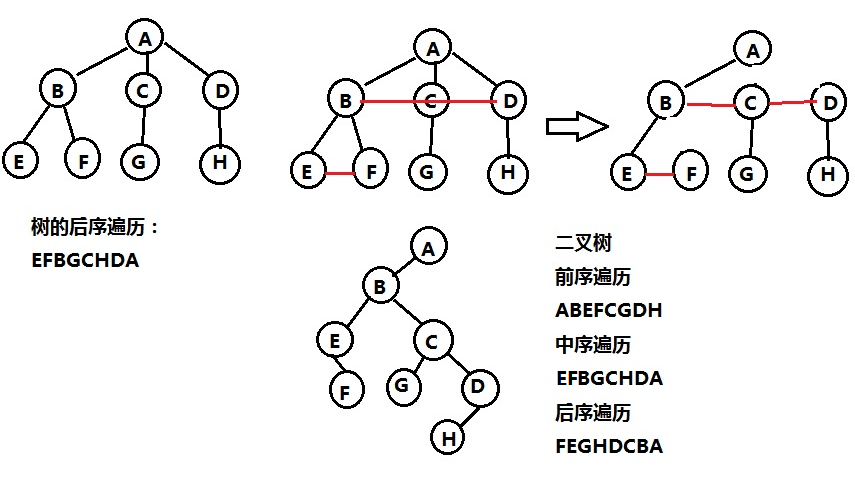 A
B C D
E F G H
树的后序遍历：
EFBGCHDA
A
B C D
E F G H
A
B C D
E F G H
A
B
E C
F G D
H
二叉树
前序遍历
ABEFCGDH
中序遍历
EFBGCHDA
后序遍历
FEGHDCBA